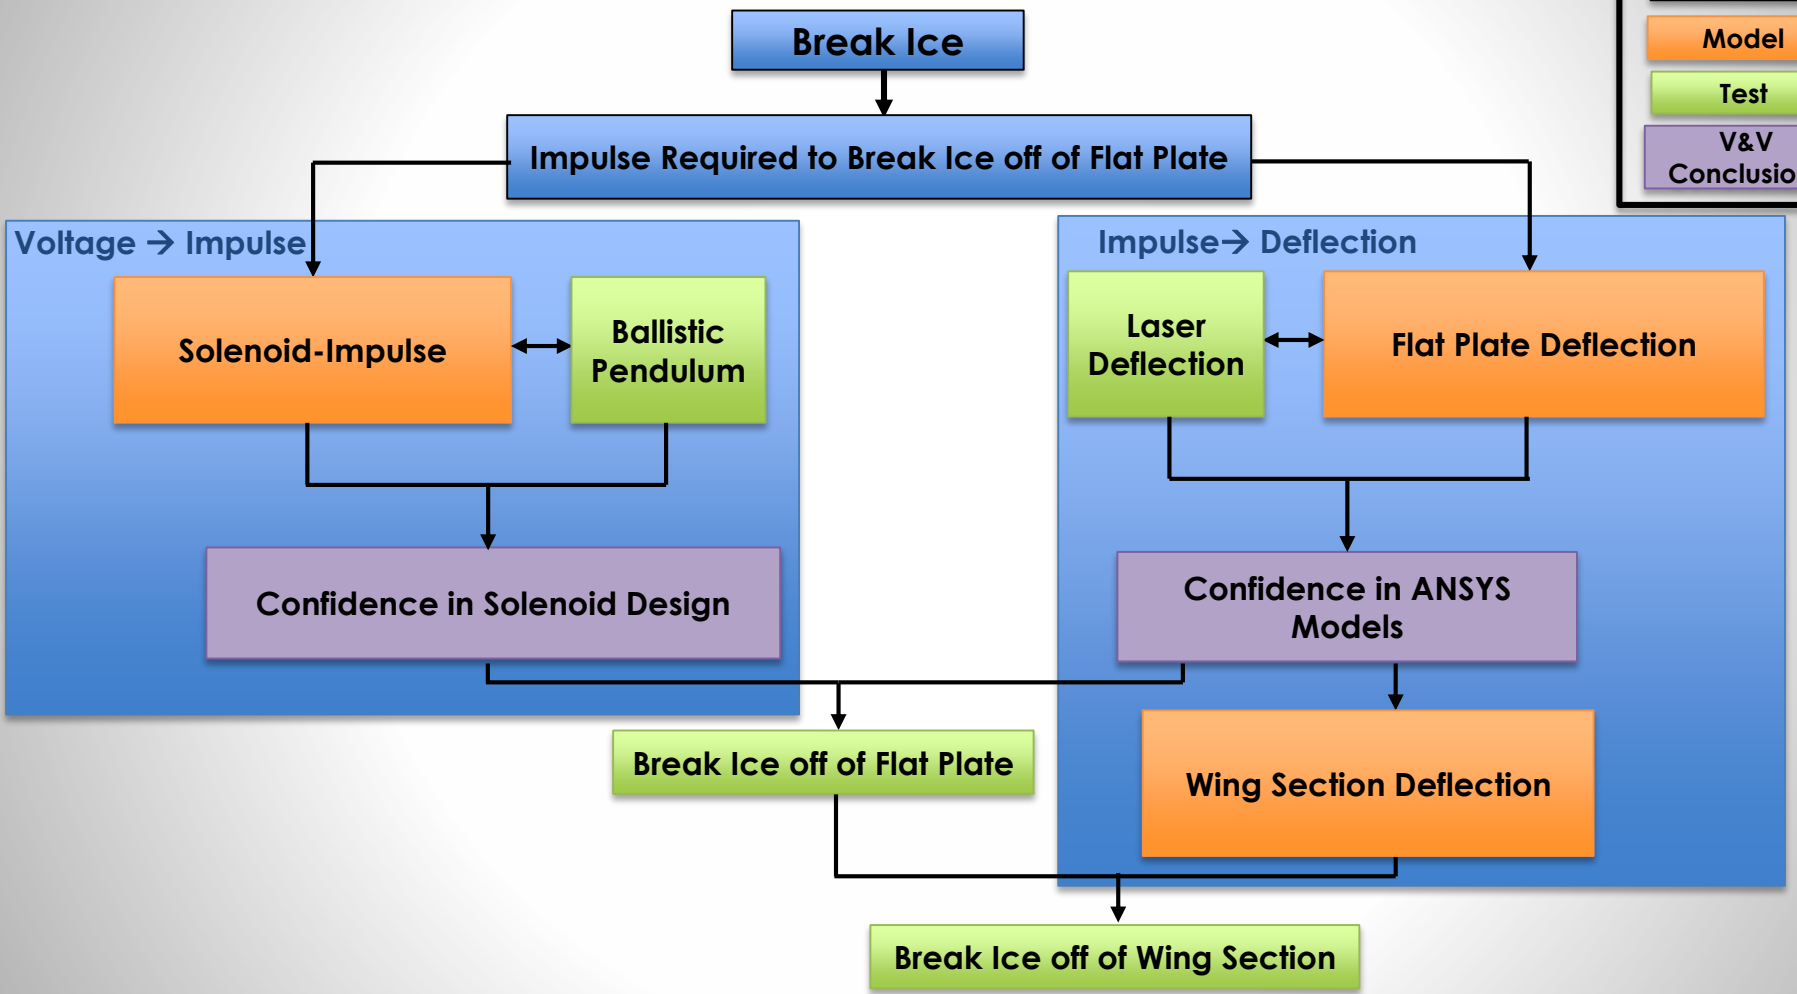 Break Ice
Model
Test
V&V
Impulse Required to Break Ice off of Flat Plate
Voltage → Impulse
Impulse→ Deflection
Solenoid-Impulse
Ballistic
Pendulum
Laser
Deflection
Flat Plate Deflection
Confidence in Solenoid Design
Confidence in ANSYS
Models
Break Ice off of Flat Plate
Wing Section Deflection
Break Ice off of Wing Section